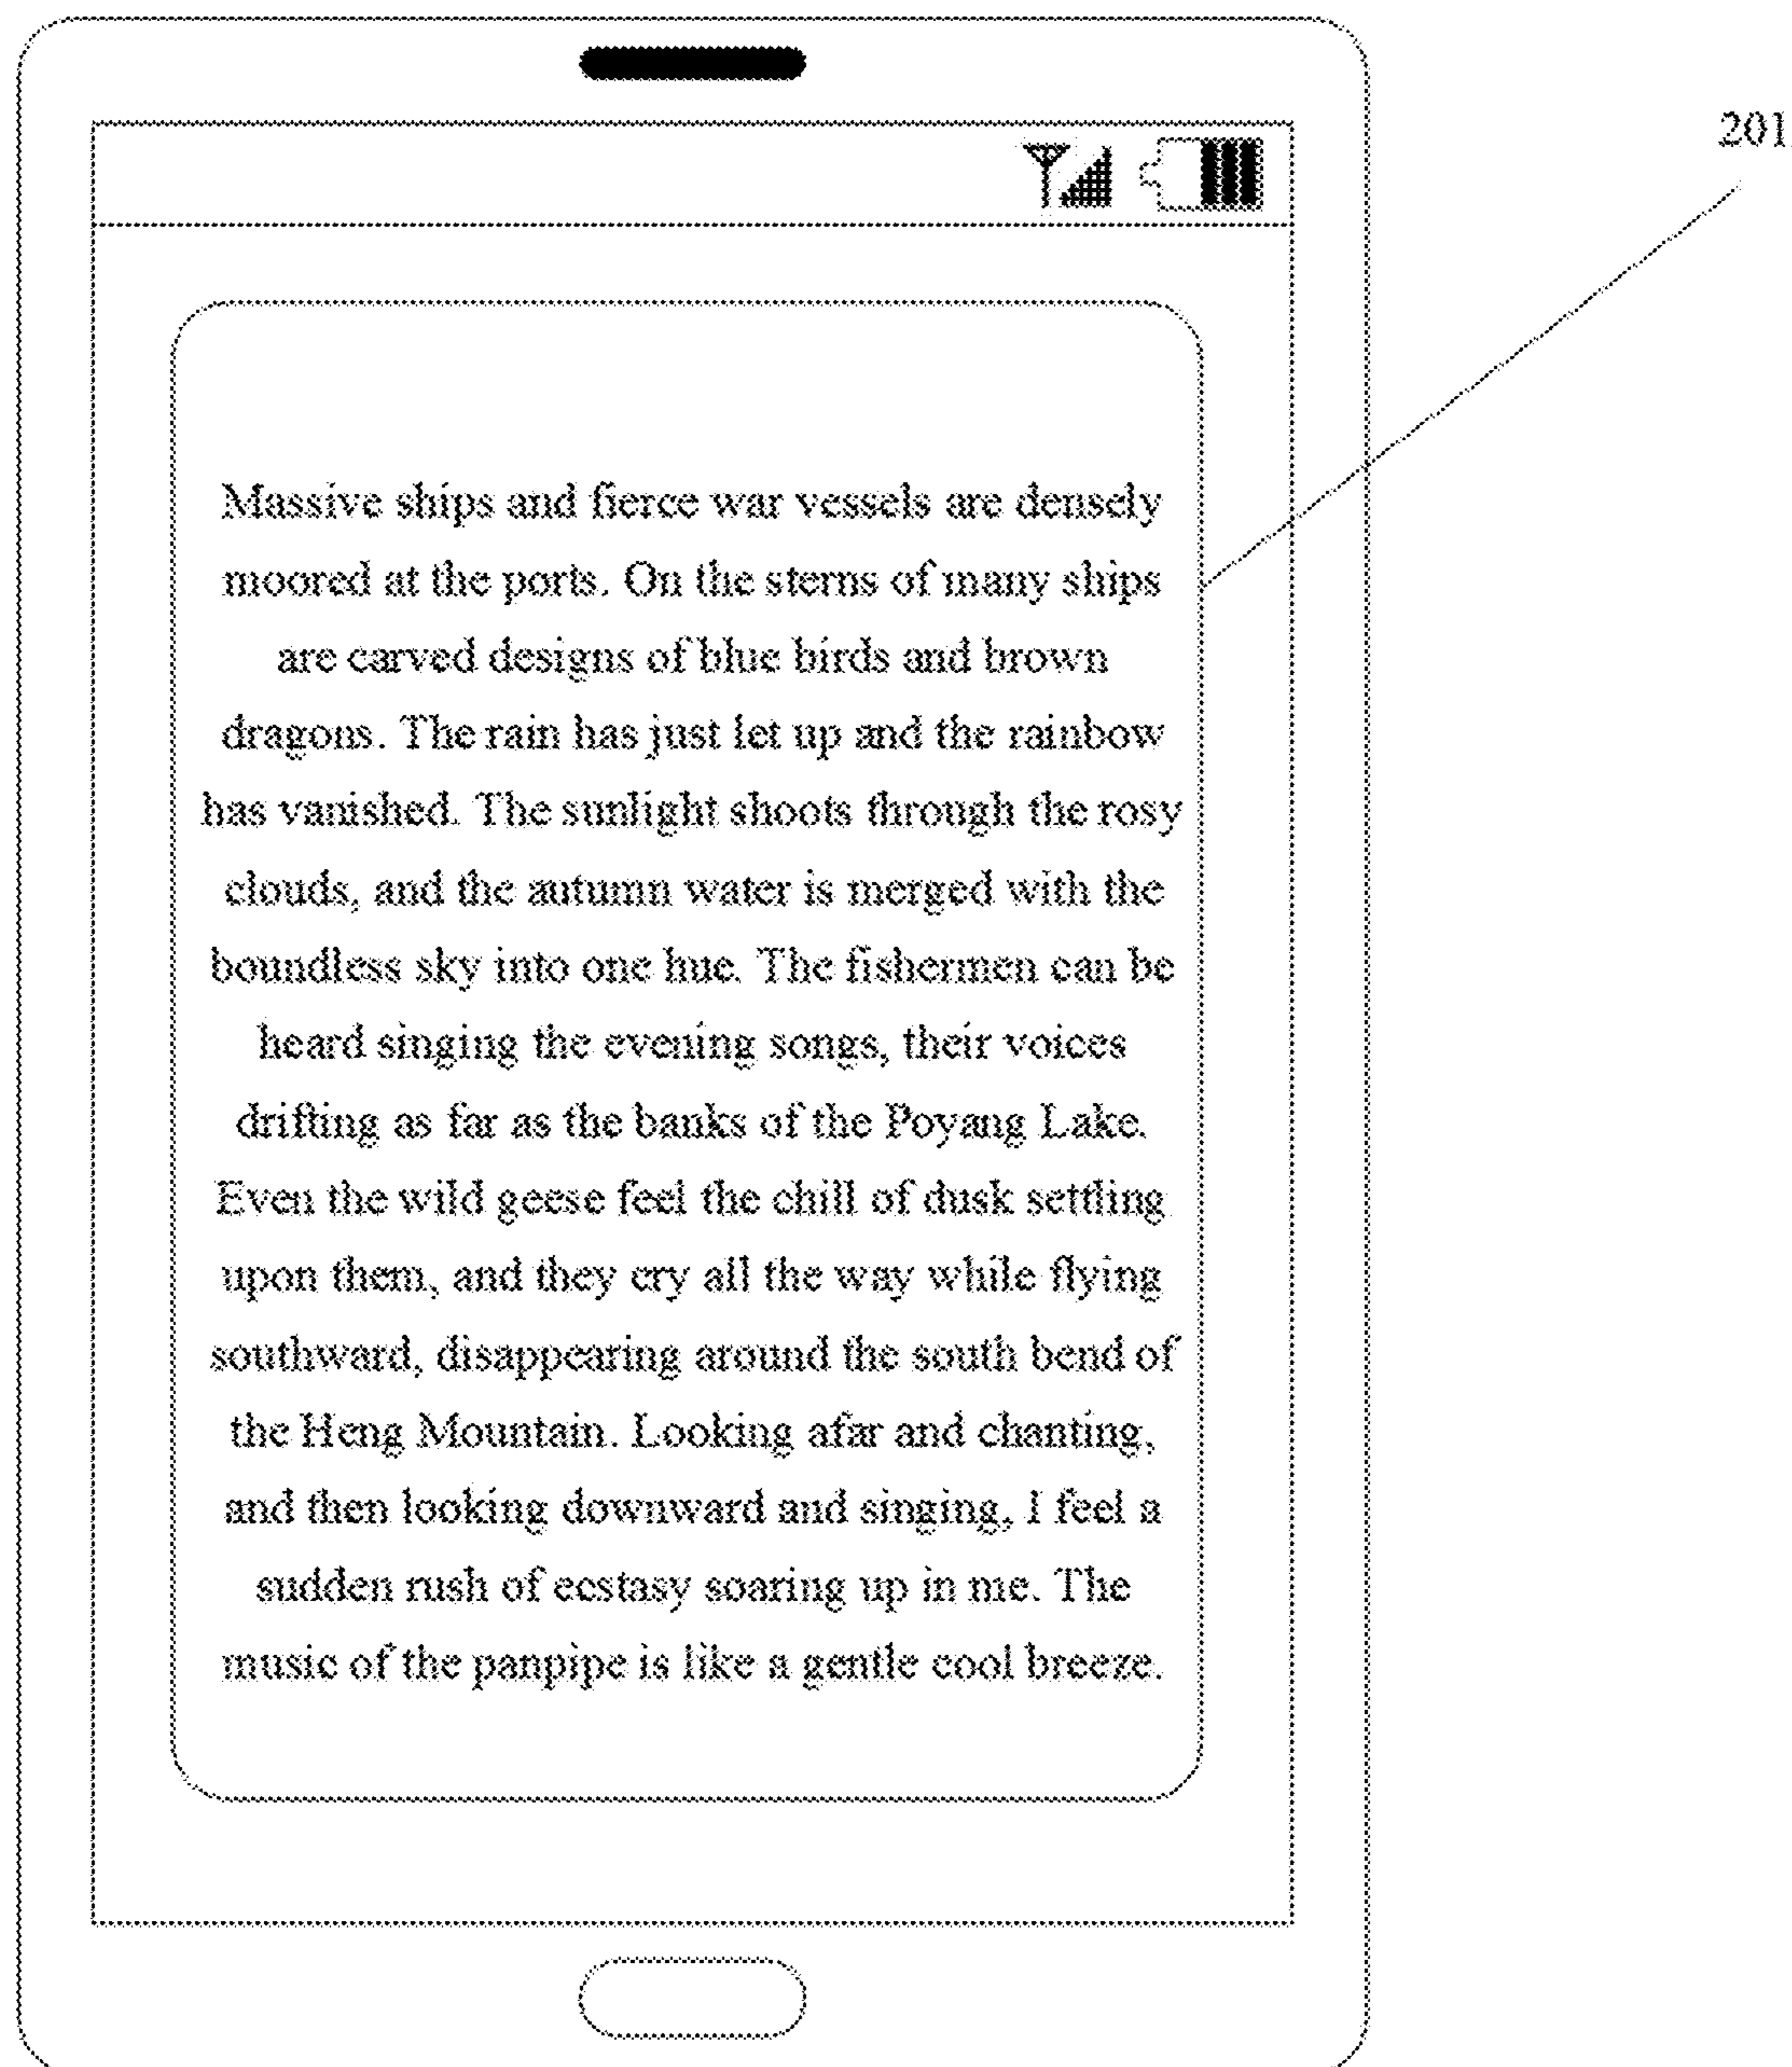 201
Massive ships and fierce war vessels are densely
moored at the ports. On the sterns of many ships
are carved designs of blue birds and brown
dragons. The rain has just let up and the rainbow
has vanished. The sunlight shoots through the rosy
clouds, and the autumn water is merged with the
boundless sky into one hue. The fishermen can be
heard singing the evening songs, their voices
drifting as far as the banks of the Poyang Lake.
Even the wild geese feel the chill of dusk settling
upon them, and they cry all the way while flying
southward, disappearing around the south bend of
the Heng Mountain. Looking afar and chanting,
and then looking downward and singing, I feel a
sudden rush of ecstasy soaring up in me. The
music of the panpipe is like a gentle cool breeze.